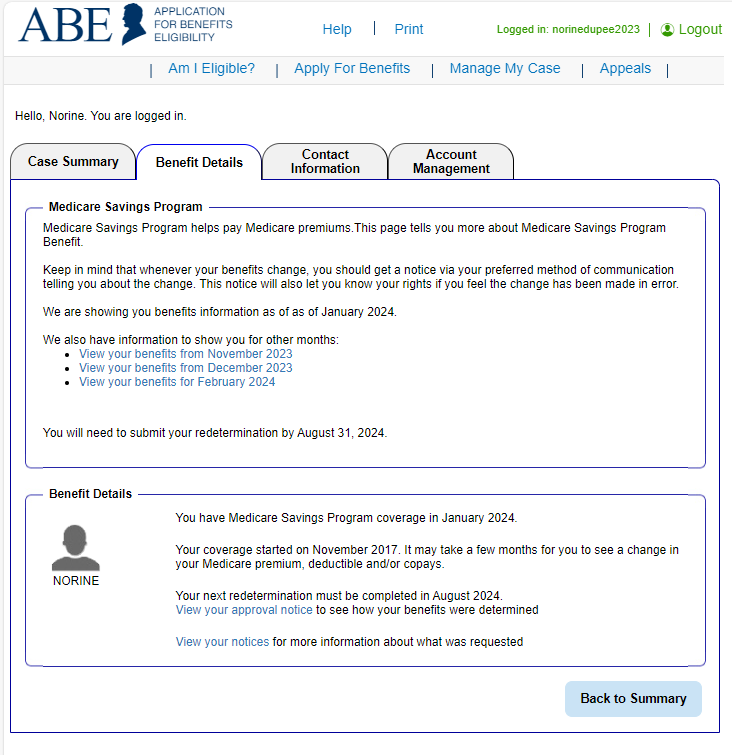 ABE
APPLICATION
FOR BENEFITS
ELIGIBILITY
Help | Print
Logged in: norinedupee2023 | Logout
| Am I Eligible? | Apply For Benefits | Manage My Case | Appeals |
Hello, Norine. You are logged in.
Case Summary
Benefit Details
Contact
Information
Account
Management
Medicare Savings Program
Medicare Savings Program helps pay Medicare premiums.This page tells you more about Medicare Savings Program
Benefit.
Keep in mind that whenever your benefits change, you should get a notice via your preferred method of communication
telling you about the change. This notice will also let you know your rights if you feel the change has been made in error.
We are showing you benefits information as of as of January 2024.
We also have information to show you for other months:
• View your benefits from November 2023
• View your benefits from December 2023
• View your benefits for February 2024
You will need to submit your redetermination by August 31, 2024.
Benefit Details
NORINE
You have Medicare Savings Program coverage in January 2024.
Your coverage started on November 2017. It may take a few months for you to see a change in
your Medicare premium, deductible and/or copays.
Your next redetermination must be completed in August 2024.
View your approval notice to see how your benefits were determined
View your notices for more information about what was requested
Back to Summary